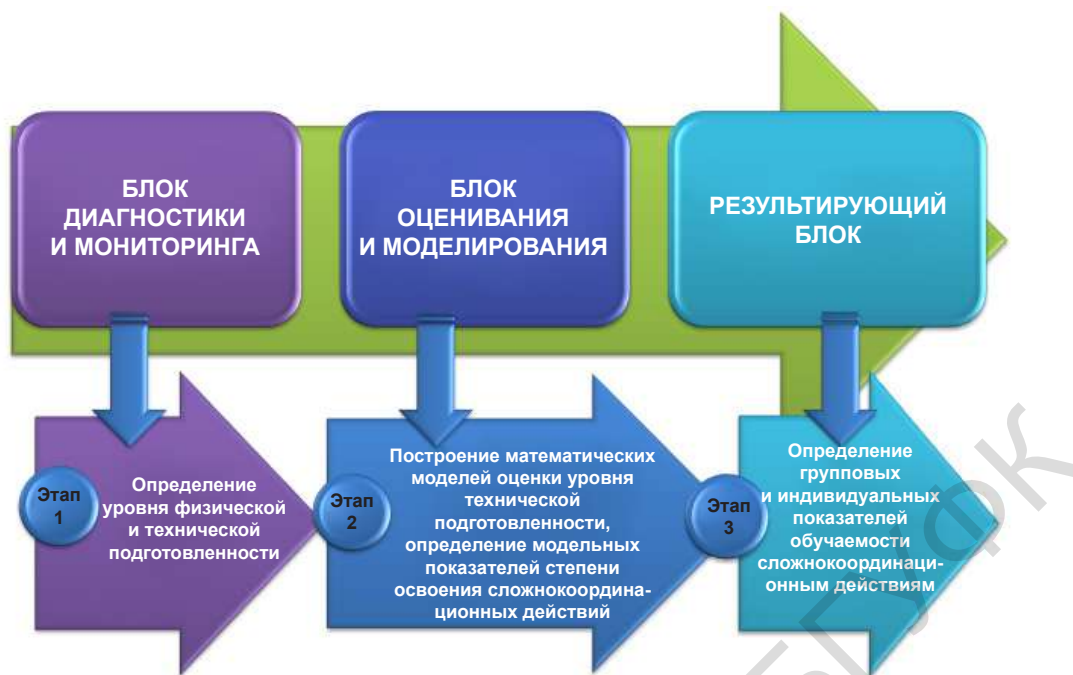 БЛОК
ДИАГНОСТИКИ
И МОНИТОРИНГА
БЛОК
ОЦЕНИВАНИЯ
И МОДЕЛИРОВАНИЯ
РЕЗУЛЬТИРУЮЩИЙ
БЛОК
Этап
1
Определение
уровня физической
и технической
подготовленности
Этап
2
Построение математических
моделей оценки уровня
технической
подготовленности,
определение модельных
показателей степени
освоения сложнокоордина-
ционных действий
Этап
3
Определение
групповых
и индивидуальных
показателей
обучаемости
сложнокоординаци-
онным действиям
БГУФК